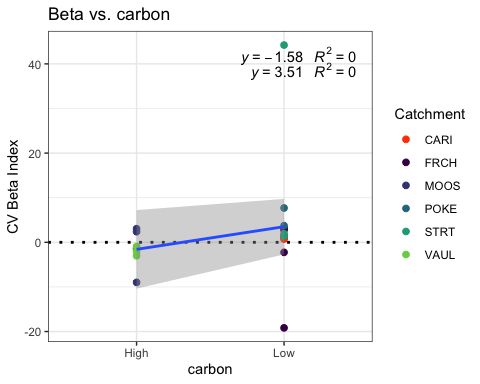 Beta vs. carbon
y = −1.58 R² = 0
y = 3.51 R² = 0
40
20
0
-20
CV Beta Index
High Low
carbon
Catchment
CARI
FRCH
MOOS
POKE
STRT
VAUL